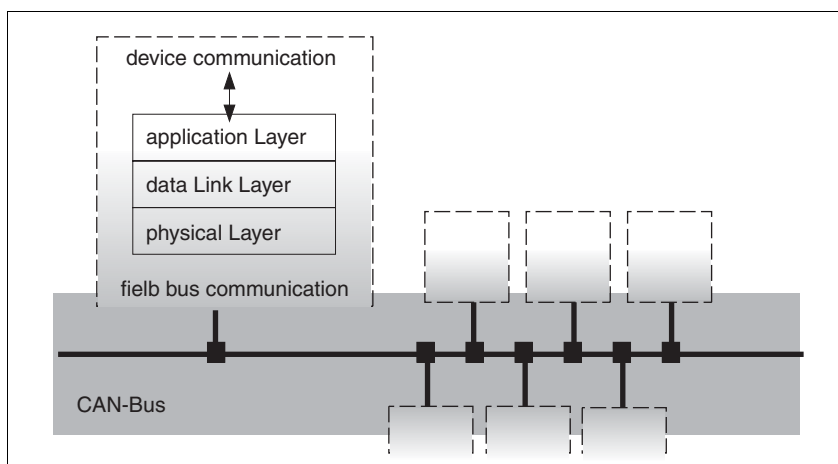 device communication
application Layer
data Link Layer
physical Layer
fielb bus communication
CAN-Bus